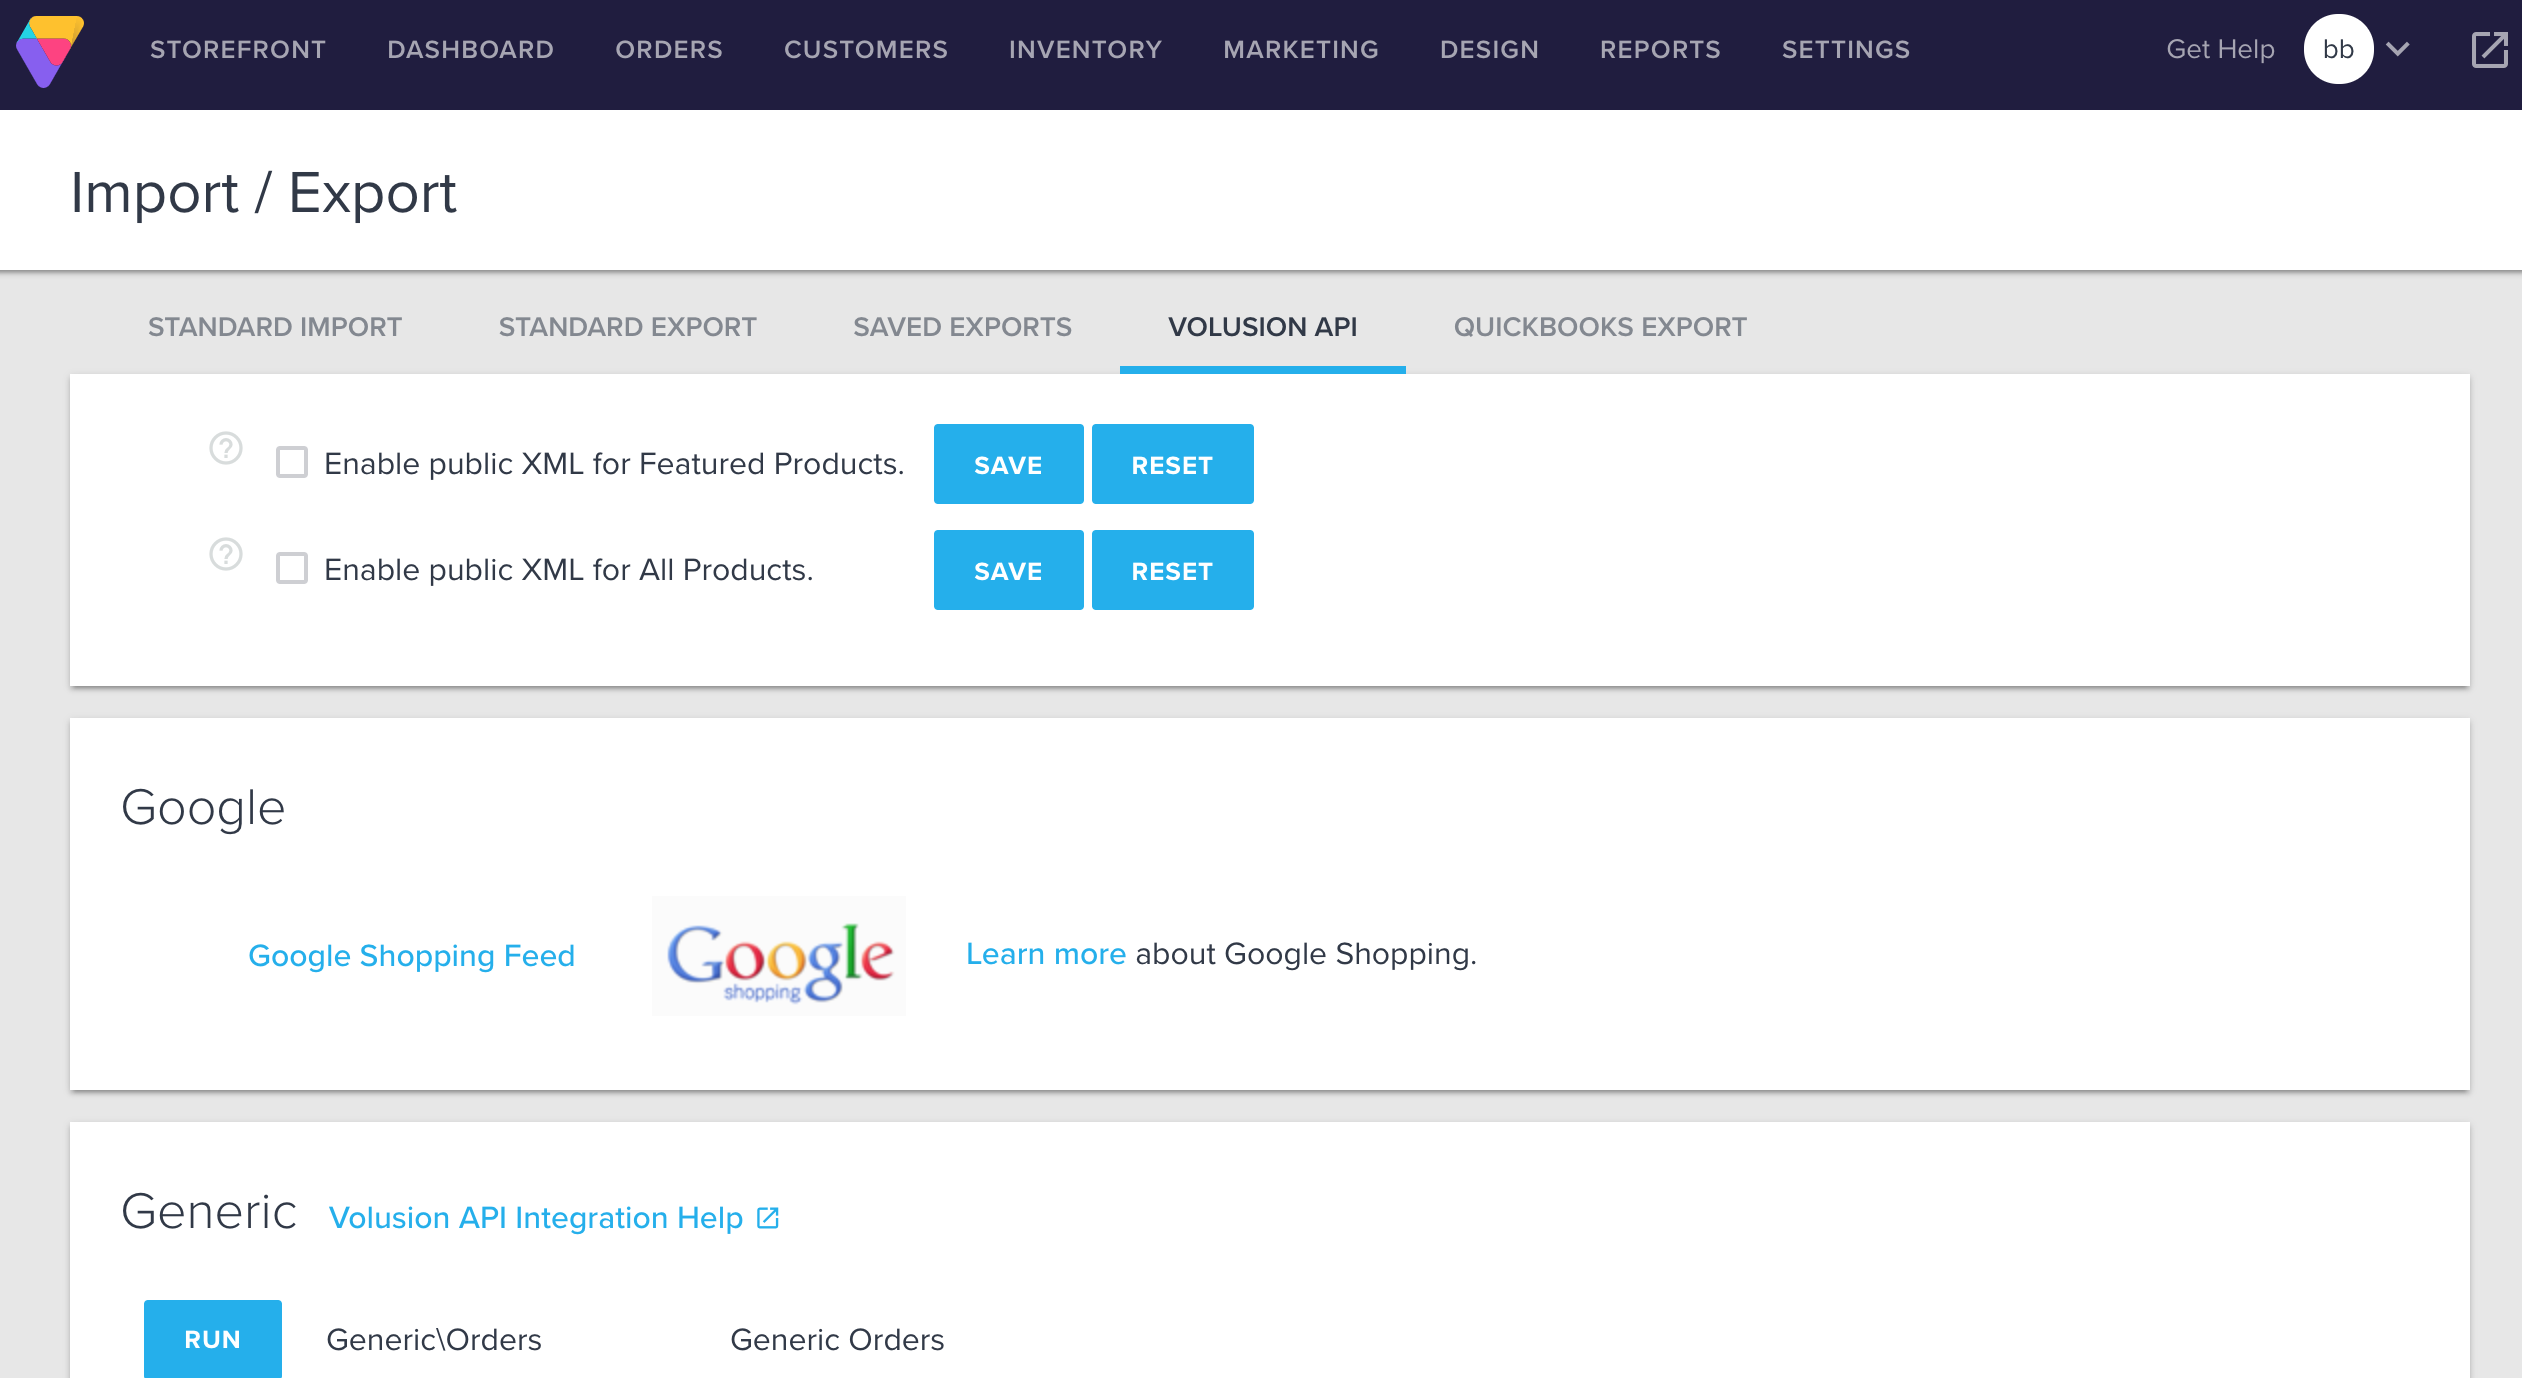 STOREFRONT DASHBOARD ORDERS CUSTOMERS INVENTORY MARKETING DESIGN REPORTS SETTINGS Get Help bb
Import / Export
STANDARD IMPORT STANDARD EXPORT SAVED EXPORTS VOLUSION API QUICKBOOKS EXPORT
? Enable public XML for Featured Products. SAVE RESET
? Enable public XML for All Products. SAVE RESET
Google
Google Shopping Feed Google shopping Learn more about Google Shopping.
Generic Volusion API Integration Help
RUN Generic\Orders Generic Orders